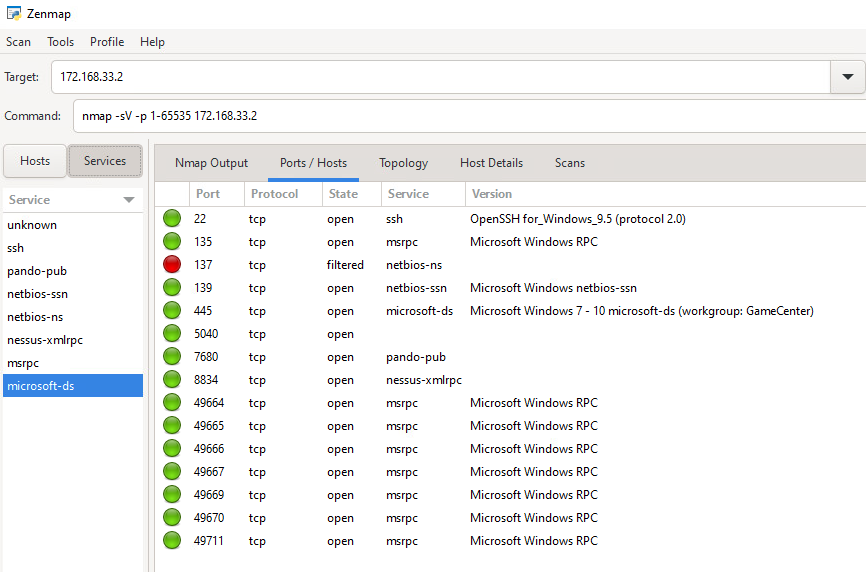 Zenmap
Scan Tools Profile Help
Target: 172.168.33.2
Command: nmap -sV -p 1-65535 172.168.33.2
Hosts Services Nmap Output Ports / Hosts Topology Host Details Scans
Service
unknown
ssh
pando-pub
netbios-ssn
netbios-ns
nessus-xmlrpc
msrpc
microsoft-ds
Port Protocol State Service Version
22 tcp open ssh OpenSSH for_Windows_9.5 (protocol 2.0)
135 tcp open msrpc Microsoft Windows RPC
137 tcp filtered netbios-ns
139 tcp open netbios-ssn Microsoft Windows netbios-ssn
445 tcp open microsoft-ds Microsoft Windows 7 - 10 microsoft-ds (workgroup: GameCenter)
5040 tcp open
7680 tcp open pando-pub
8834 tcp open nessus-xmlrpc
49664 tcp open msrpc Microsoft Windows RPC
49665 tcp open msrpc Microsoft Windows RPC
49666 tcp open msrpc Microsoft Windows RPC
49667 tcp open msrpc Microsoft Windows RPC
49669 tcp open msrpc Microsoft Windows RPC
49670 tcp open msrpc Microsoft Windows RPC
49711 tcp open msrpc Microsoft Windows RPC